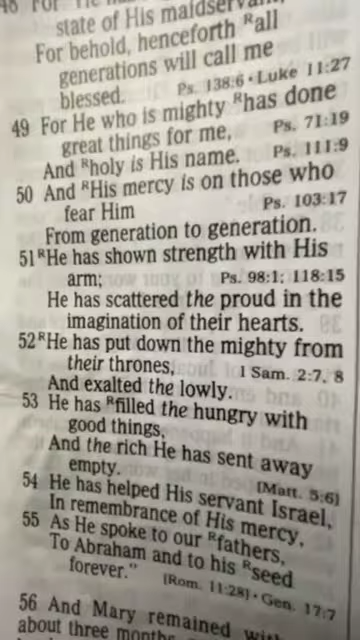 state of His maidservant;
For behold, henceforth ᴿall
generations will call me
blessed. Ps. 138:6 · Luke 11:27
49 For He who is mighty ᴿhas done
great things for me, Ps. 71:19
And ᴿholy is His name. Ps. 111:9
50 And ᴿHis mercy is on those who
fear Him Ps. 103:17
From generation to generation.
51 ᴿHe has shown strength with His
arm; Ps. 98:1; 118:15
He has scattered the proud in the
imagination of their hearts.
52 ᴿHe has put down the mighty from
their thrones, 1 Sam. 2:7, 8
And exalted the lowly.
53 He has ᴿfilled the hungry with
good things,
And the rich He has sent away
empty. [Matt. 5:6]
54 He has helped His servant Israel,
In remembrance of His mercy,
55 As He spoke to our ᴿfathers,
To Abraham and to his ᴿseed
forever." [Rom. 11:28] · Gen. 17:7
56 And Mary remained with
about three months